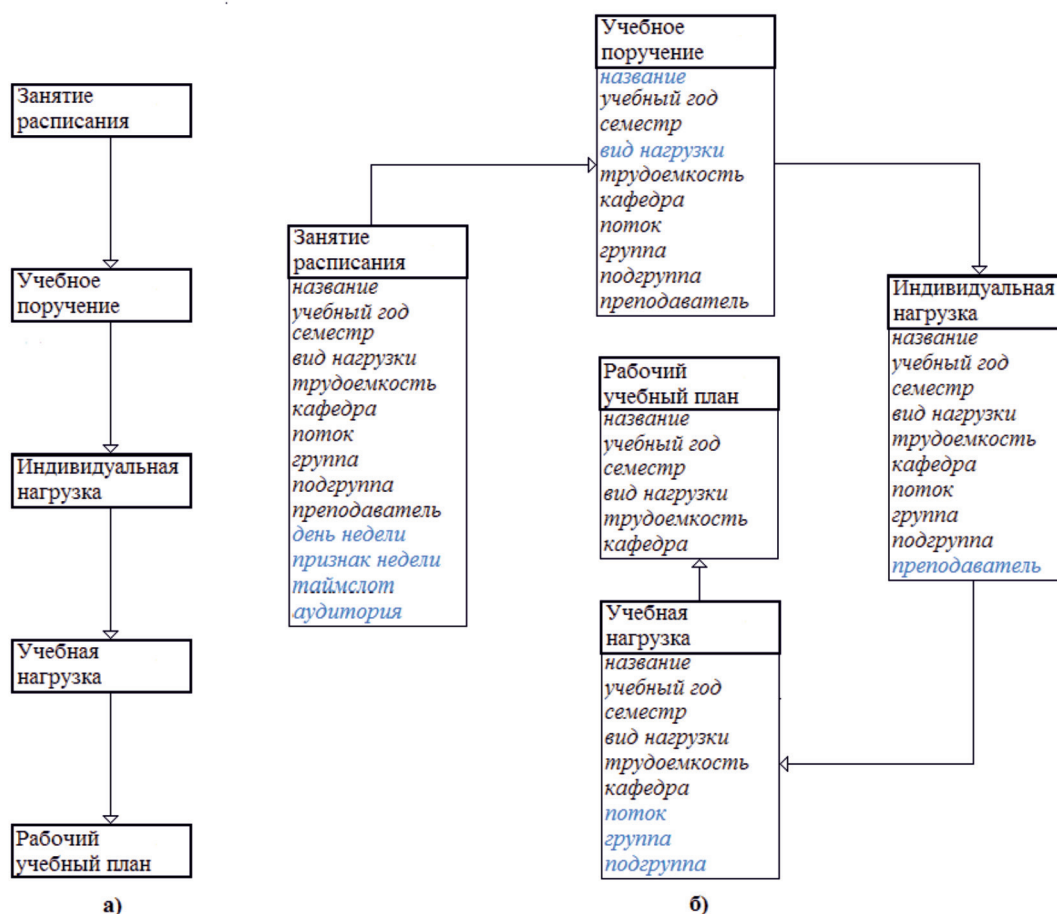 Занятие
расписания
Учебное
поручение
Индивидуальная
нагрузка
Учебная
нагрузка
Рабочий
учебный план
а)
Занятие
расписания
название
учебный год
семестр
вид нагрузки
трудоемкость
кафедра
поток
группа
подгруппа
преподаватель
день недели
признак недели
таймслот
аудитория
Учебное
поручение
название
учебный год
семестр
вид нагрузки
трудоемкость
кафедра
поток
группа
подгруппа
преподаватель
Индивидуальная
нагрузка
название
учебный год
семестр
вид нагрузки
трудоемкость
кафедра
поток
группа
подгруппа
преподаватель
Рабочий
учебный план
название
учебный год
семестр
вид нагрузки
трудоемкость
кафедра
Учебная
нагрузка
название
учебный год
семестр
вид нагрузки
трудоемкость
кафедра
поток
группа
подгруппа
б)